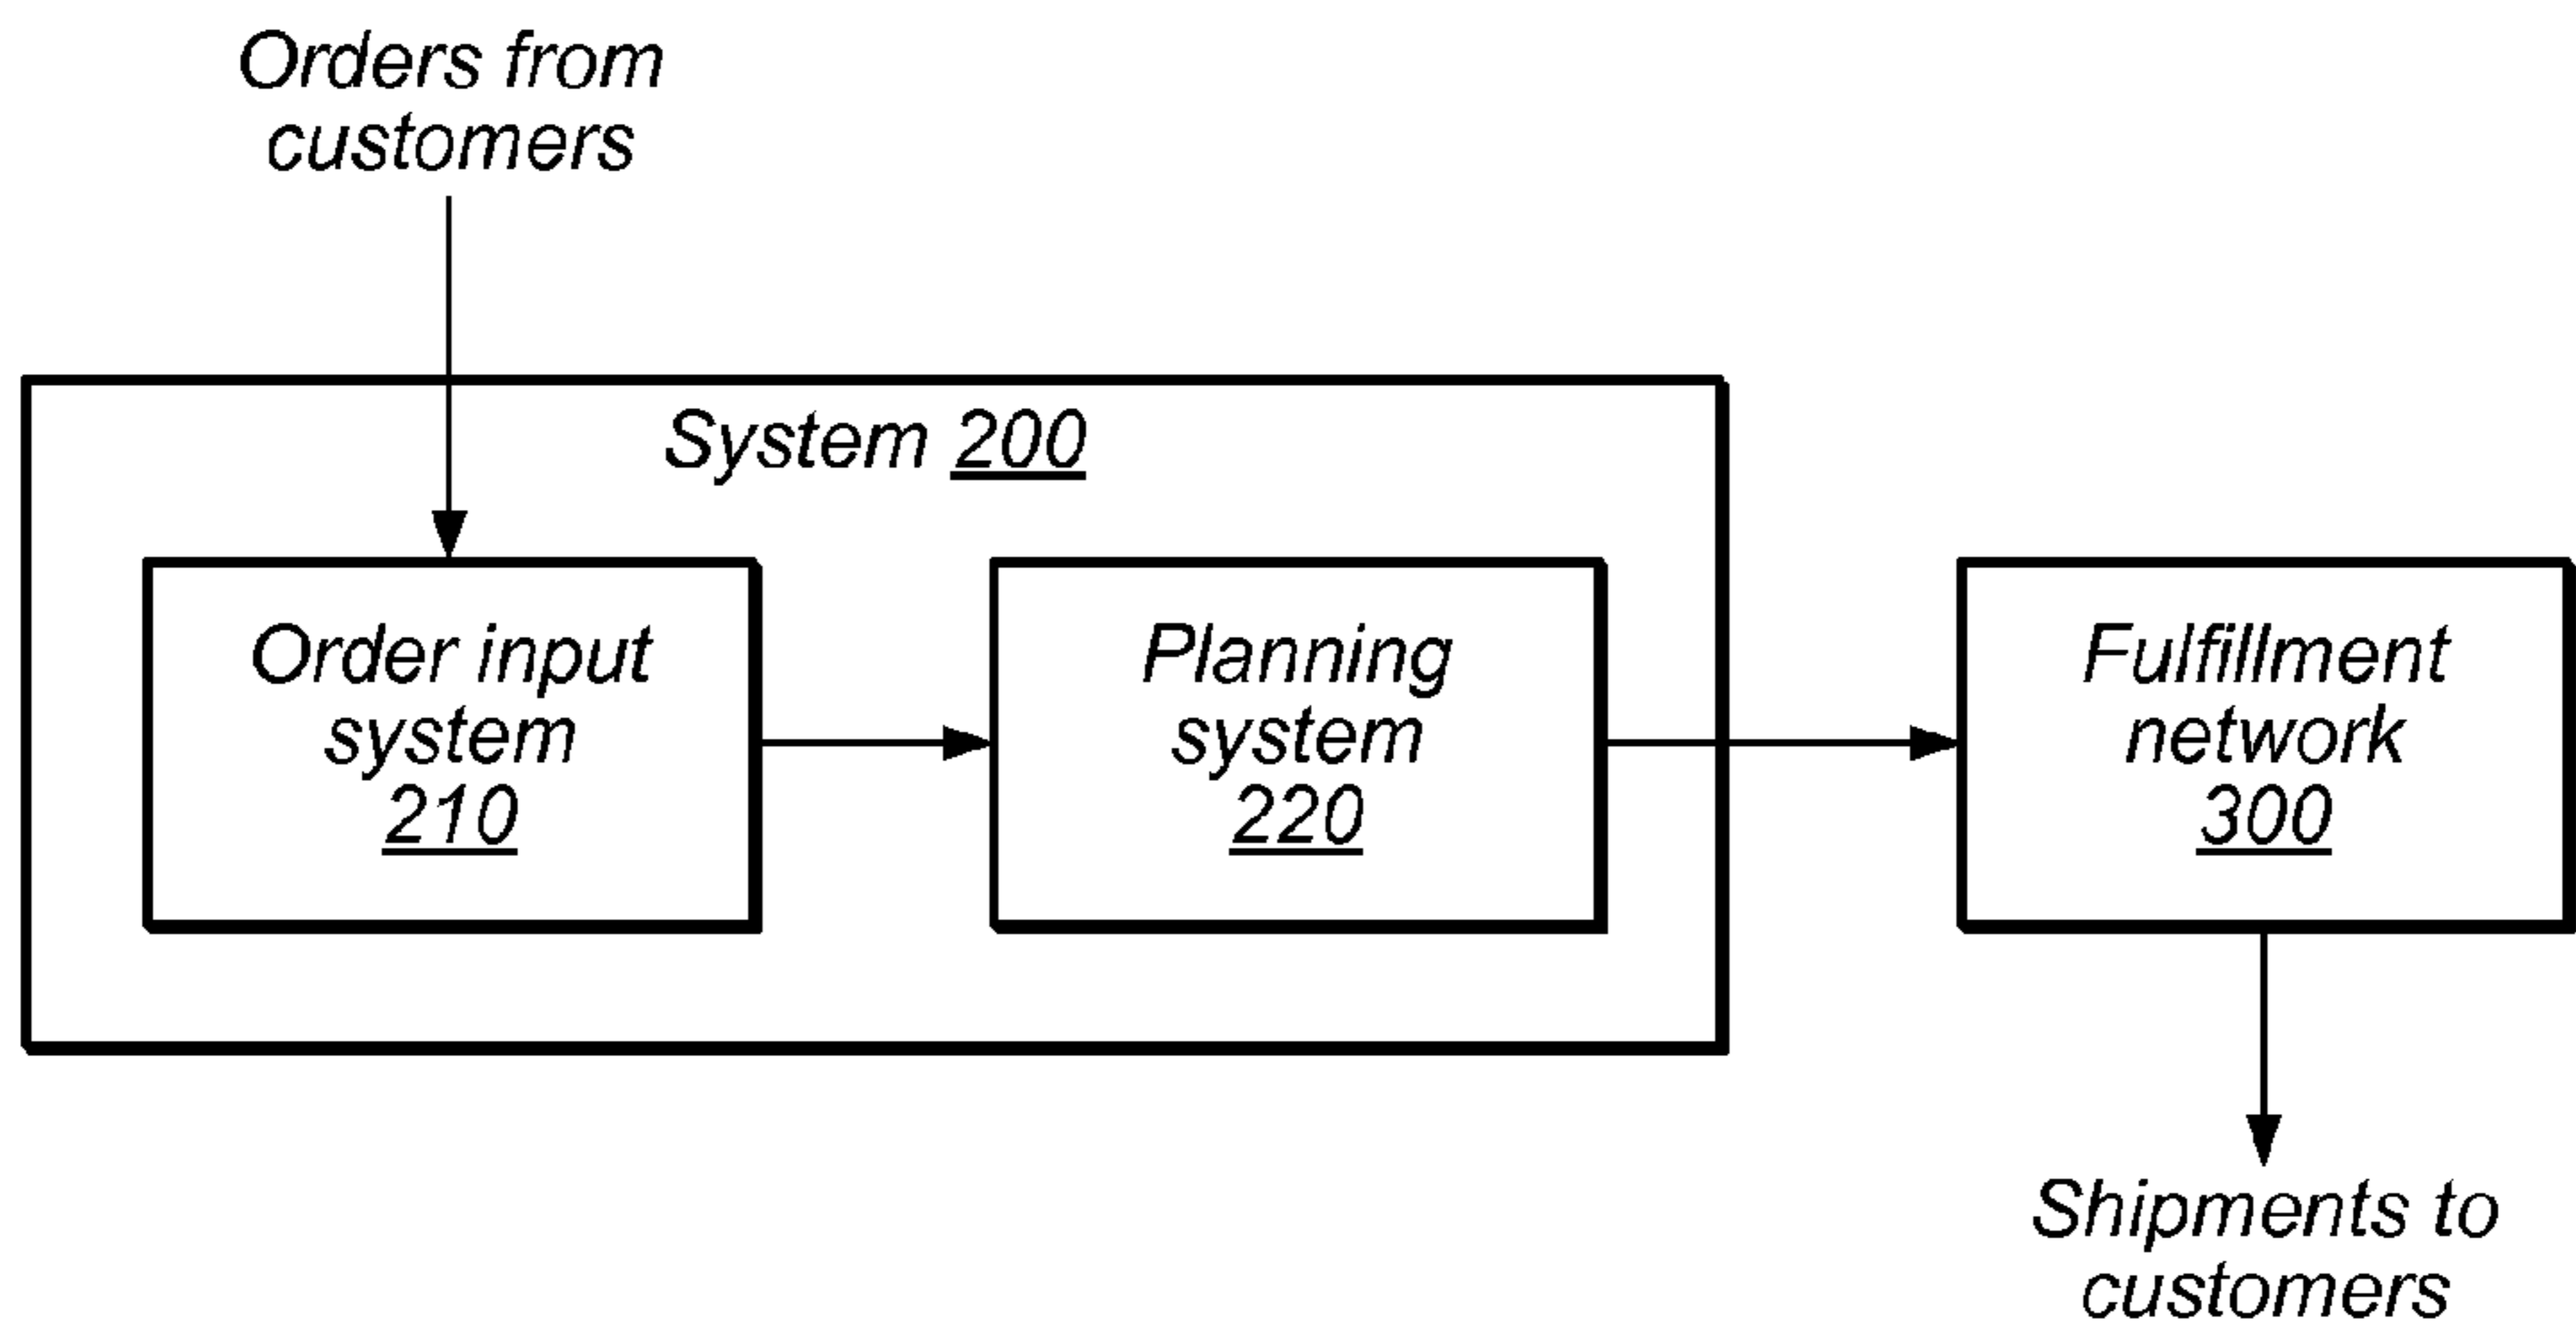 Orders from
customers
System 200
Order input
system
210
Planning
system
220
Fulfillment
network
300
Shipments to
customers